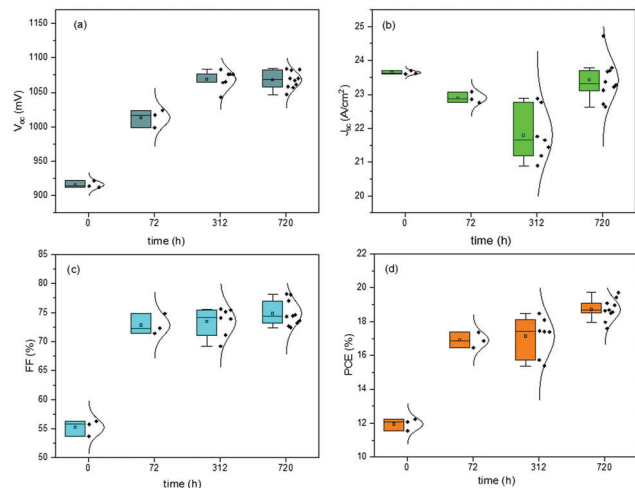 (a)
1150
1100
1050
1000
950
900
V_oc (mV)
0 72 312 720
time (h)
(b)
25
24
23
22
21
20
J_sc (A/cm²)
0 72 312 720
time (h)
(c)
85
80
75
70
65
60
55
50
FF (%)
0 72 312 720
time (h)
(d)
22
20
18
16
14
12
10
PCE (%)
0 72 312 720
time (h)